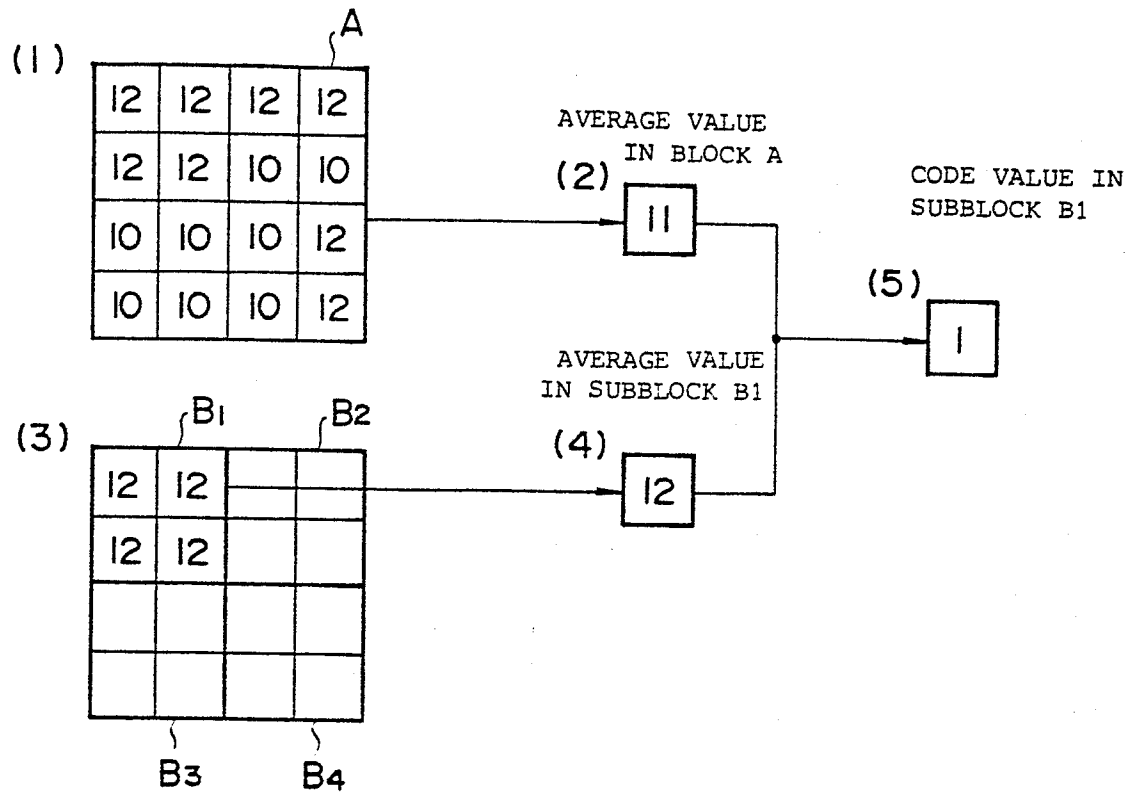 (1)
A
12 12 12 12
12 12 10 10
10 10 10 12
10 10 10 12
AVERAGE VALUE
IN BLOCK A
(2)
11
CODE VALUE IN
SUBBLOCK B1
(5)
1
AVERAGE VALUE
IN SUBBLOCK B1
(3)
B1
B2
12 12
12 12
(4)
12
B3
B4